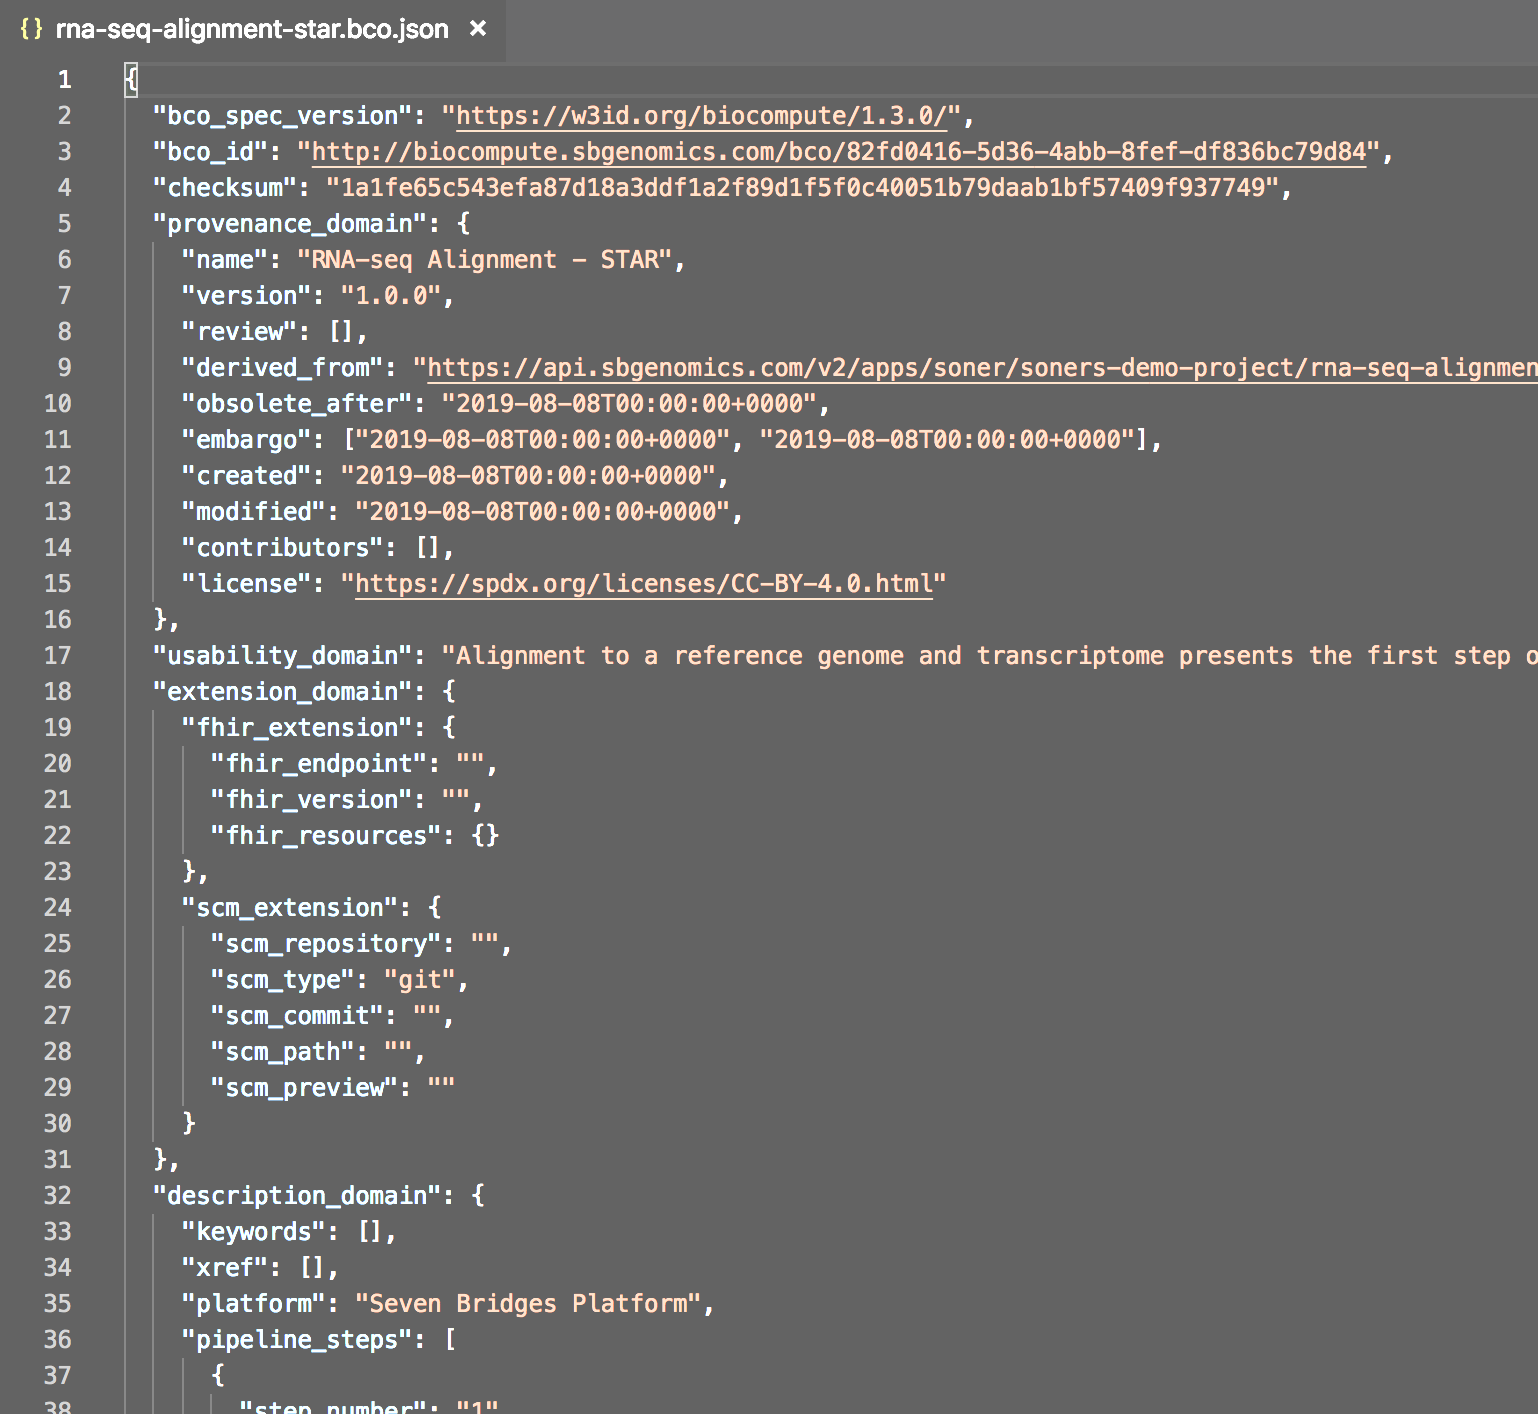 {} rna-seq-alignment-star.bco.json ×
1 {
2 "bco_spec_version": "https://w3id.org/biocompute/1.3.0/",
3 "bco_id": "http://biocompute.sbgenomics.com/bco/82fd0416-5d36-4abb-8fef-df836bc79d84",
4 "checksum": "1a1fe65c543efa87d18a3ddf1a2f89d1f5f0c40051b79daab1bf57409f937749",
5 "provenance_domain": {
6 "name": "RNA-seq Alignment - STAR",
7 "version": "1.0.0",
8 "review": [],
9 "derived_from": "https://api.sbgenomics.com/v2/apps/soner/soners-demo-project/rna-seq-alignmen
10 "obsolete_after": "2019-08-08T00:00:00+0000",
11 "embargo": ["2019-08-08T00:00:00+0000", "2019-08-08T00:00:00+0000"],
12 "created": "2019-08-08T00:00:00+0000",
13 "modified": "2019-08-08T00:00:00+0000",
14 "contributors": [],
15 "license": "https://spdx.org/licenses/CC-BY-4.0.html"
16 },
17 "usability_domain": "Alignment to a reference genome and transcriptome presents the first step o
18 "extension_domain": {
19 "fhir_extension": {
20 "fhir_endpoint": "",
21 "fhir_version": "",
22 "fhir_resources": {}
23 },
24 "scm_extension": {
25 "scm_repository": "",
26 "scm_type": "git",
27 "scm_commit": "",
28 "scm_path": "",
29 "scm_preview": ""
30 }
31 },
32 "description_domain": {
33 "keywords": [],
34 "xref": [],
35 "platform": "Seven Bridges Platform",
36 "pipeline_steps": [
37 {
38 "step_number": "1"